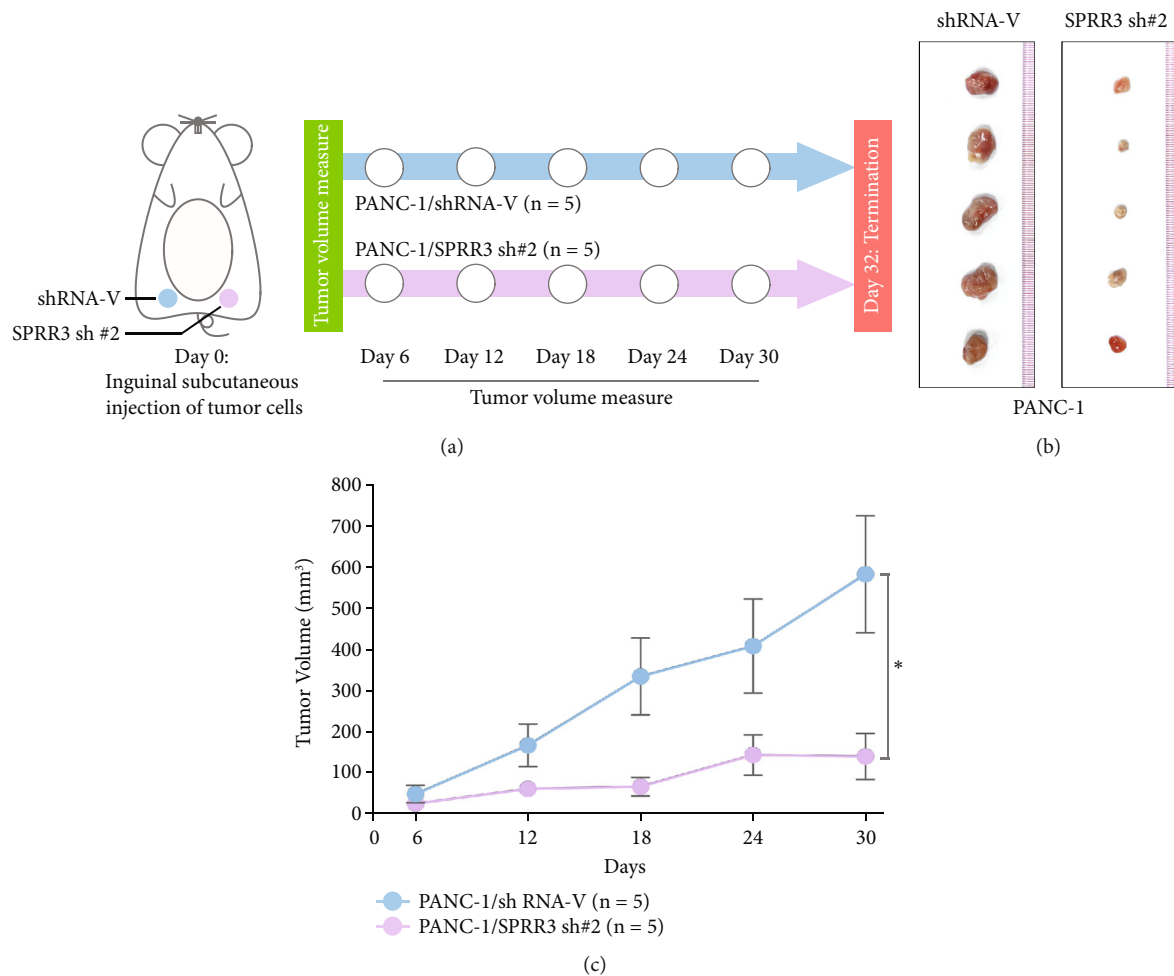 shRNA-V
SPRR3 sh #2
Day 0:
Inguinal subcutaneous
injection of tumor cells
Tumor volume measure
PANC-1/shRNA-V (n = 5)
PANC-1/SPRR3 sh#2 (n = 5)
Day 32: Termination
Day 6 Day 12 Day 18 Day 24 Day 30
Tumor volume measure
(a)
shRNA-V SPRR3 sh#2
PANC-1
(b)
Tumor Volume (mm³)
800
700
600
500
400
300
200
100
0
0 6 12 18 24 30
Days
*
PANC-1/sh RNA-V (n = 5)
PANC-1/SPRR3 sh#2 (n = 5)
(c)